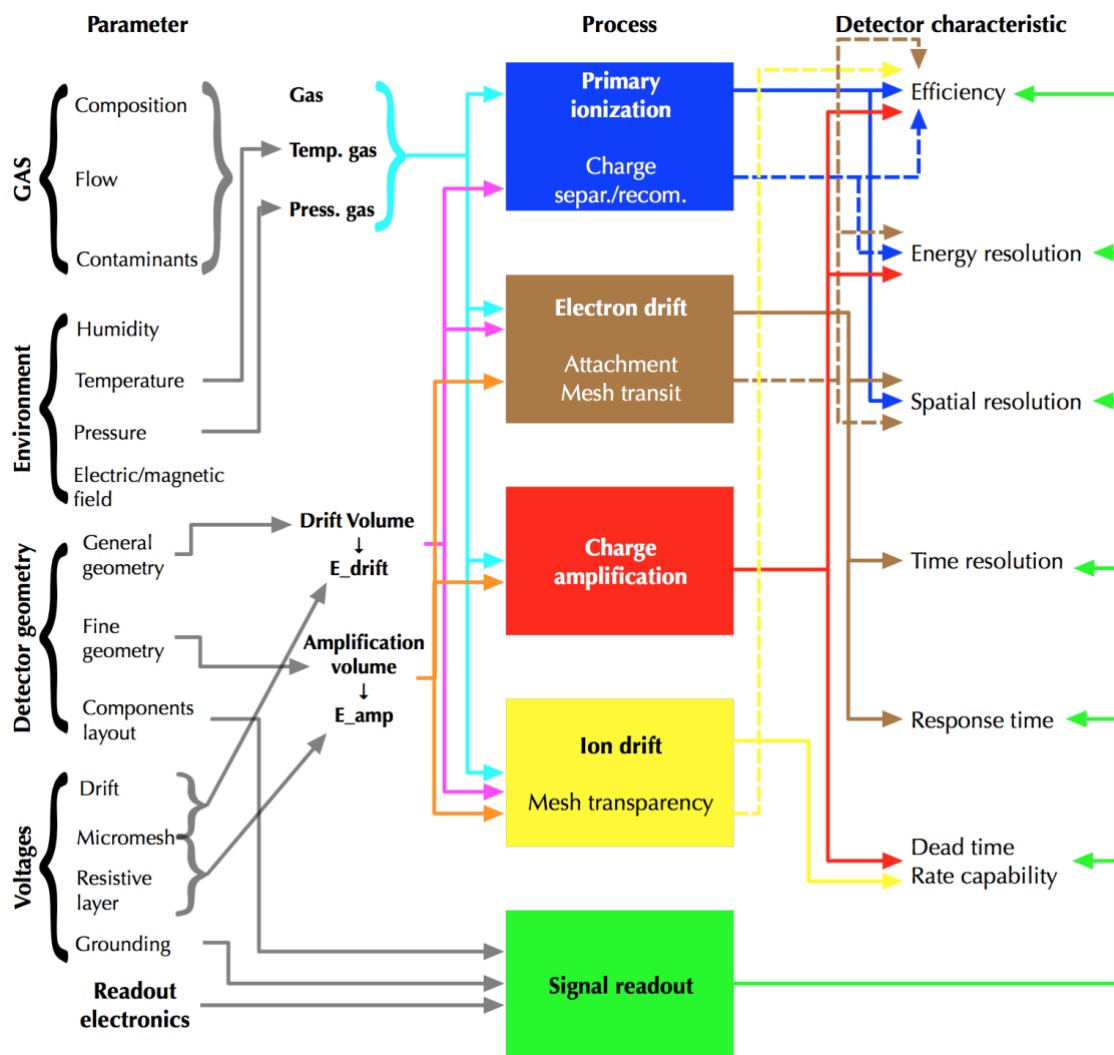 Parameter
Process
Detector characteristic
GAS
Composition
Flow
Contaminants
Gas
Temp. gas
Press. gas
Environment
Humidity
Temperature
Pressure
Electric/magnetic
field
Detector geometry
General
geometry
Fine
geometry
Components
layout
Drift Volume
↓
E_drift
Amplification
volume
↓
E_amp
Voltages
Drift
Micromesh
Resistive
layer
Grounding
Readout
electronics
Primary
ionization
Charge
separ./recom.
Electron drift
Attachment
Mesh transit
Charge
amplification
Ion drift
Mesh transparency
Signal readout
Efficiency
Energy resolution
Spatial resolution
Time resolution
Response time
Dead time
Rate capability